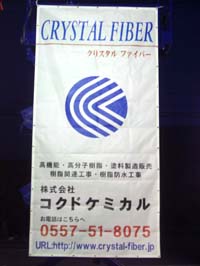 CRYSTAL FIBER
クリスタル ファイバー
高機能・高分子樹脂・塗料製造販売
樹脂関連工事・樹脂防水工事
株式会社
コクドケミカル
お電話はこちらへ
0557-51-8075
URL:http://www.crystal-fiber.jp